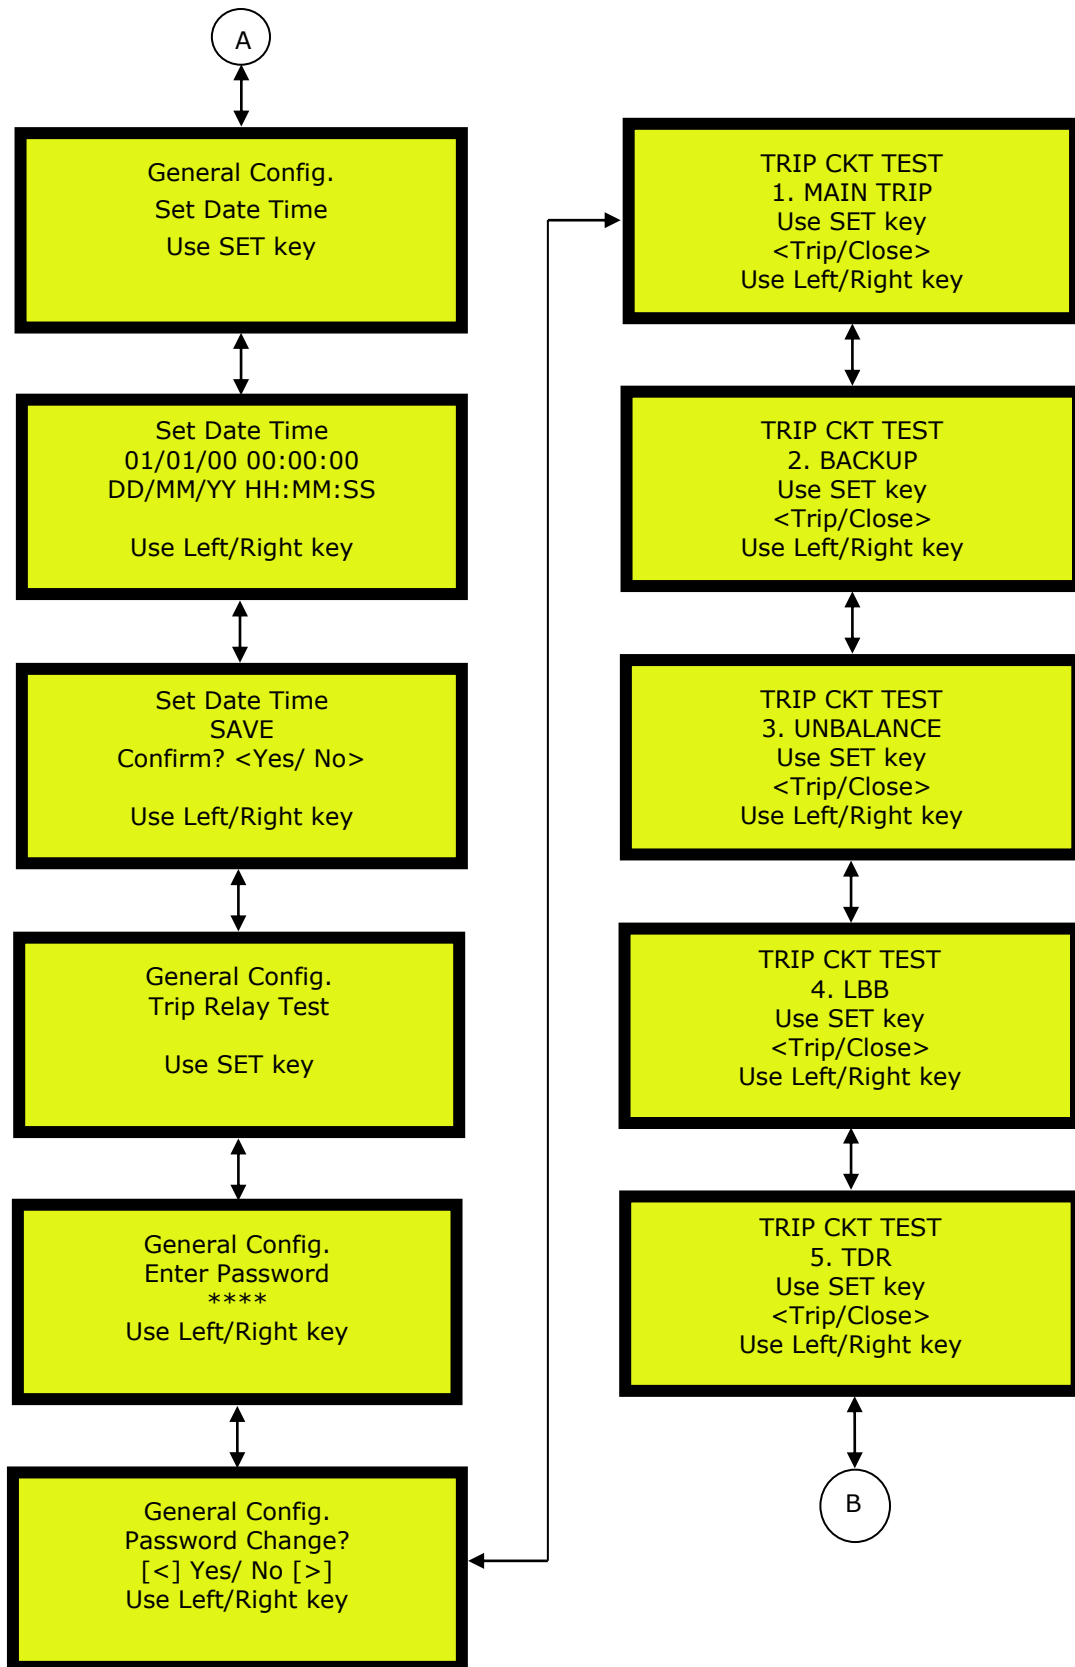 A
General Config.
Set Date Time
Use SET key
Set Date Time
01/01/00 00:00:00
DD/MM/YY HH:MM:SS
Use Left/Right key
Set Date Time
SAVE
Confirm? <Yes/ No>
Use Left/Right key
General Config.
Trip Relay Test
Use SET key
General Config.
Enter Password
****
Use Left/Right key
General Config.
Password Change?
[<] Yes/ No [>]
Use Left/Right key
TRIP CKT TEST
1. MAIN TRIP
Use SET key
<Trip/Close>
Use Left/Right key
TRIP CKT TEST
2. BACKUP
Use SET key
<Trip/Close>
Use Left/Right key
TRIP CKT TEST
3. UNBALANCE
Use SET key
<Trip/Close>
Use Left/Right key
TRIP CKT TEST
4. LBB
Use SET key
<Trip/Close>
Use Left/Right key
TRIP CKT TEST
5. TDR
Use SET key
<Trip/Close>
Use Left/Right key
B